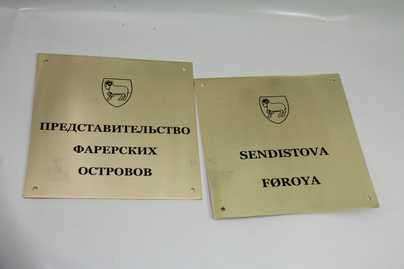 ПРЕДСТАВИТЕЛЬСТВО
ФАРЕРСКИХ
ОСТРОВОВ
SENDISTOVA
FØROYA